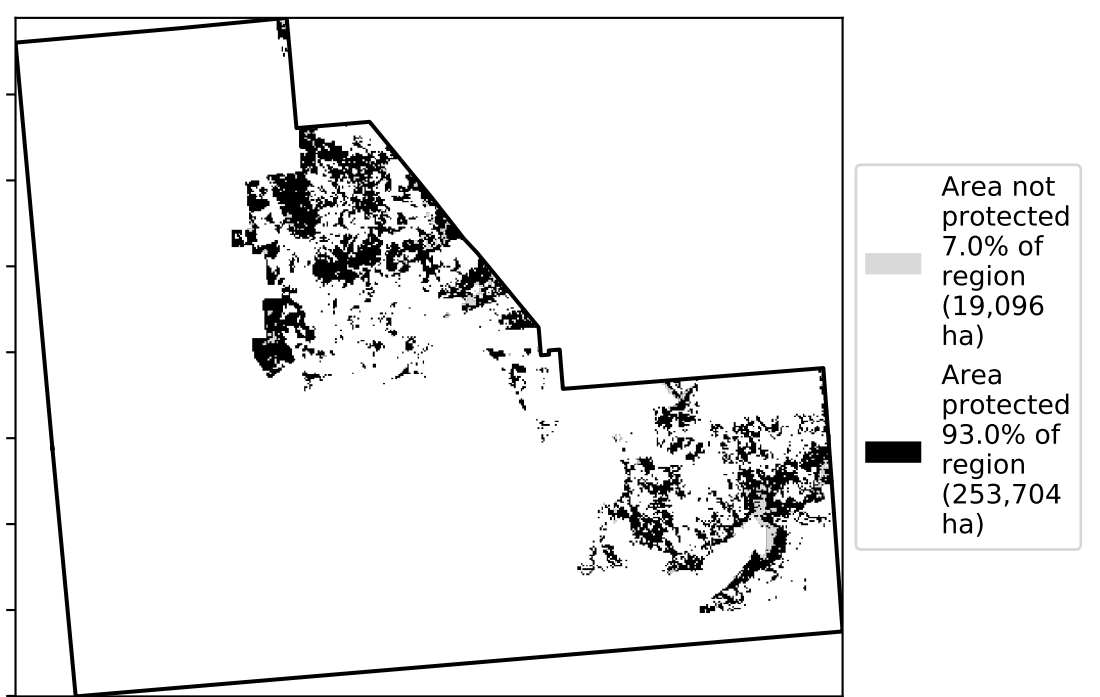 Area not
protected
7.0% of
region
(19,096
ha)
Area
protected
93.0% of
region
(253,704
ha)